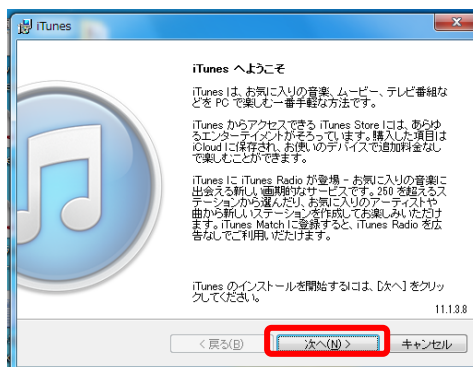 iTunes
iTunes へようこそ
iTunes は、お気に入りの音楽、ムービー、テレビ番組な
どを PC で楽しむ一番手軽な方法です。
iTunes からアクセスできる iTunes Store には、あらゆ
るエンターテイメントがそろっています。購入した項目は
iCloud に保存され、お使いのデバイスで追加料金なし
で楽しむことができます。
iTunes に iTunes Radio が登場 - お気に入りの音楽に
出会える新しい画期的なサービスです。250 を超えるス
テーションから選んだり、お気に入りのアーティストや
曲から新しいステーションを作成してお楽しみいただけ
ます。iTunes Match に登録すると、iTunes Radio を広
告なしでご利用いただけます。
iTunes のインストールを開始するには、[次へ] をクリッ
クしてください。
11.1.3.8
< 戻る(B)
次へ(N) >
キャンセル